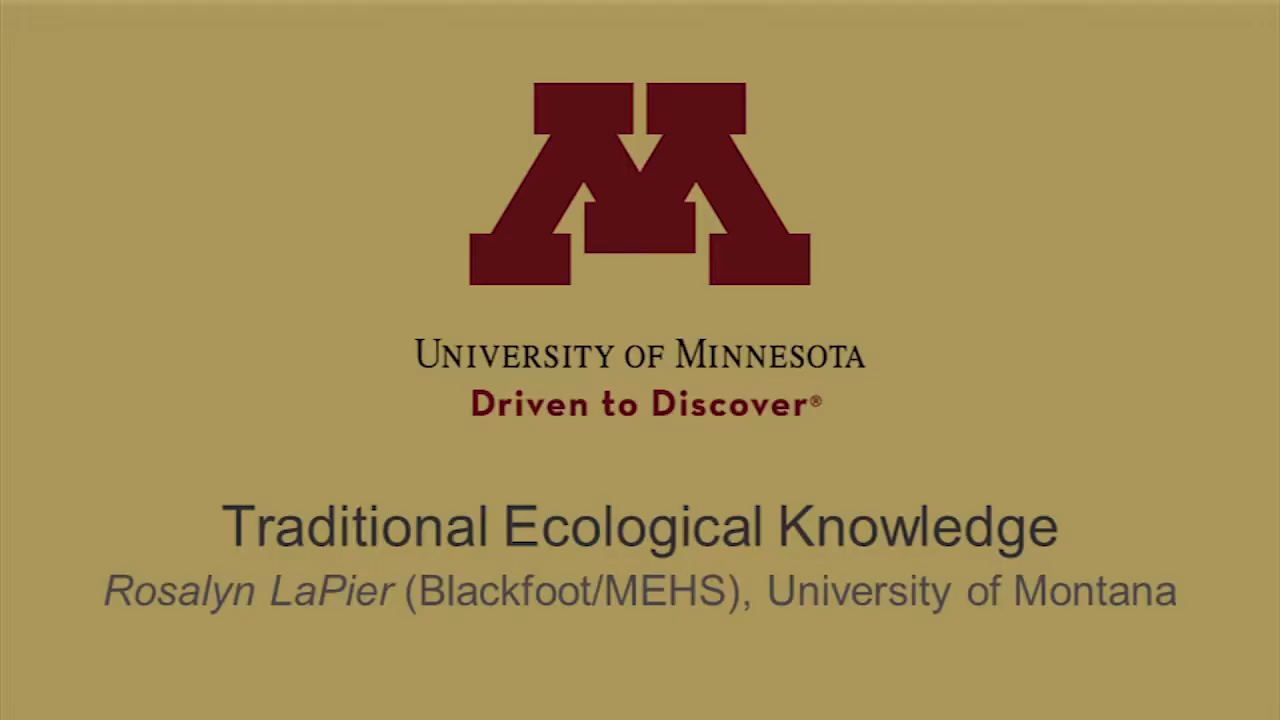 M
UNIVERSITY OF MINNESOTA
Driven to Discover®
Traditional Ecological Knowledge
Rosalyn LaPier (Blackfoot/MEHS), University of Montana